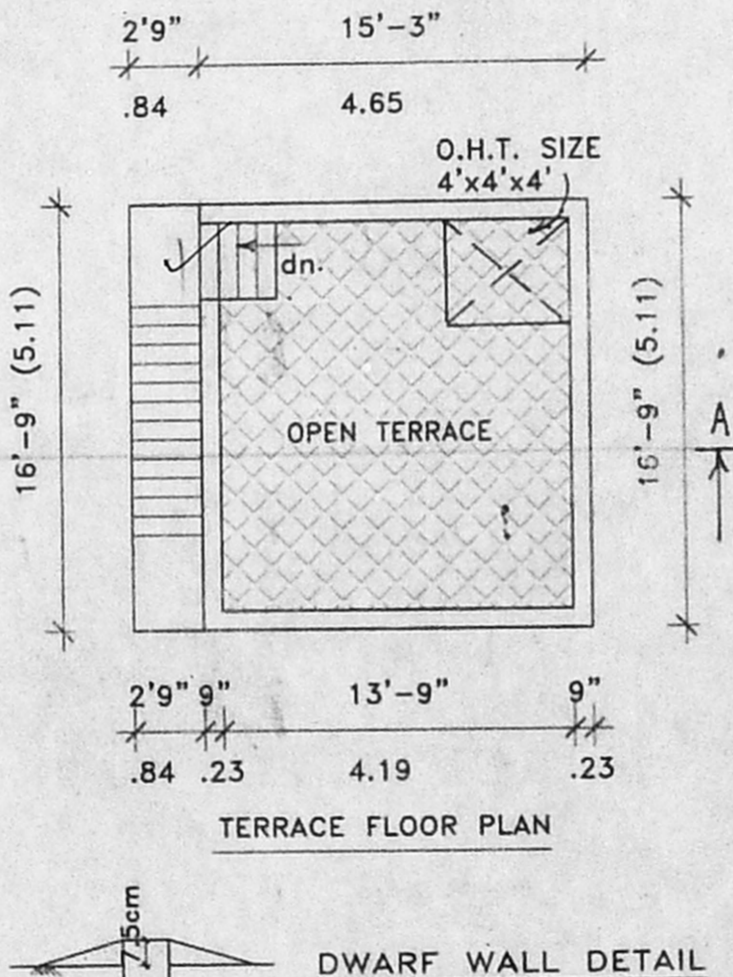 2'9" 15'-3"
.84 4.65
O.H.T. SIZE
4'x4'x4'
dn.
16'-9" (5.11)
16'-9" (5.11)
A
OPEN TERRACE
2'9" 9" 13'-9" 9"
.84 .23 4.19 .23
TERRACE FLOOR PLAN
7.5cm
DWARF WALL DETAIL